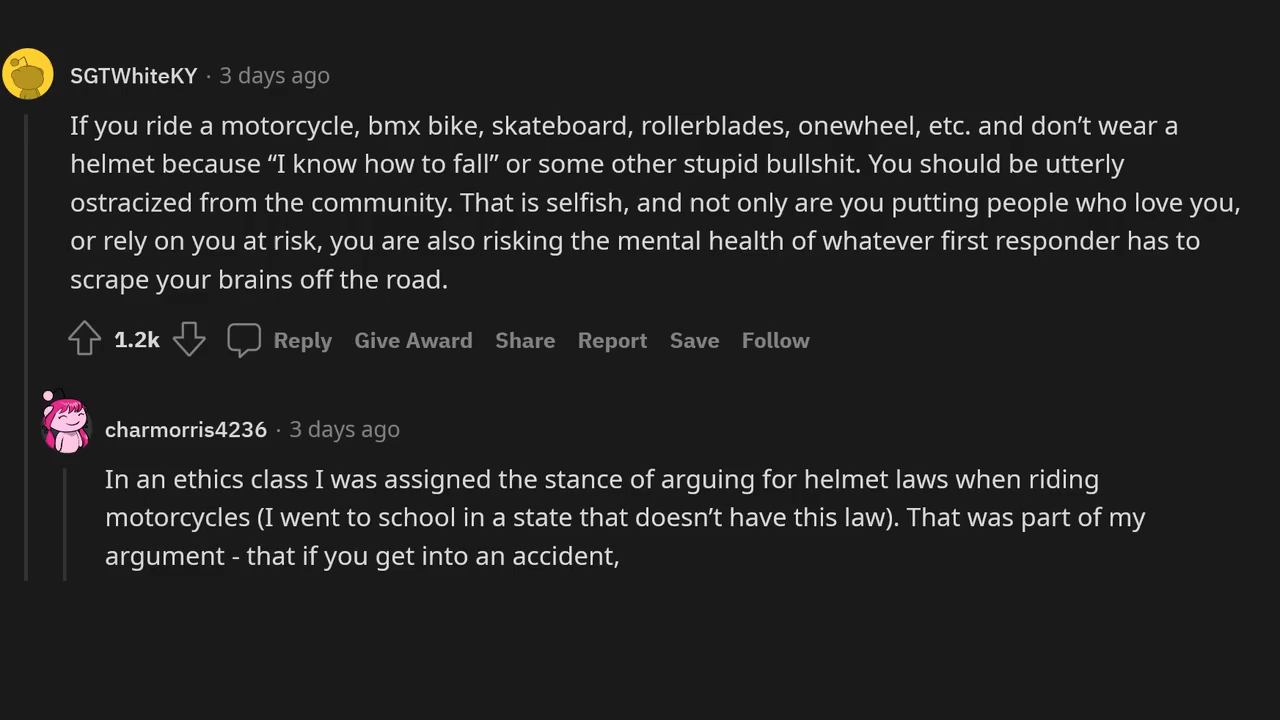 SGTWhiteKY · 3 days ago
If you ride a motorcycle, bmx bike, skateboard, rollerblades, onewheel, etc. and don’t wear a
helmet because “I know how to fall” or some other stupid bullshit. You should be utterly
ostracized from the community. That is selfish, and not only are you putting people who love you,
or rely on you at risk, you are also risking the mental health of whatever first responder has to
scrape your brains off the road.
1.2k Reply Give Award Share Report Save Follow
charmorris4236 · 3 days ago
In an ethics class I was assigned the stance of arguing for helmet laws when riding
motorcycles (I went to school in a state that doesn’t have this law). That was part of my
argument - that if you get into an accident,